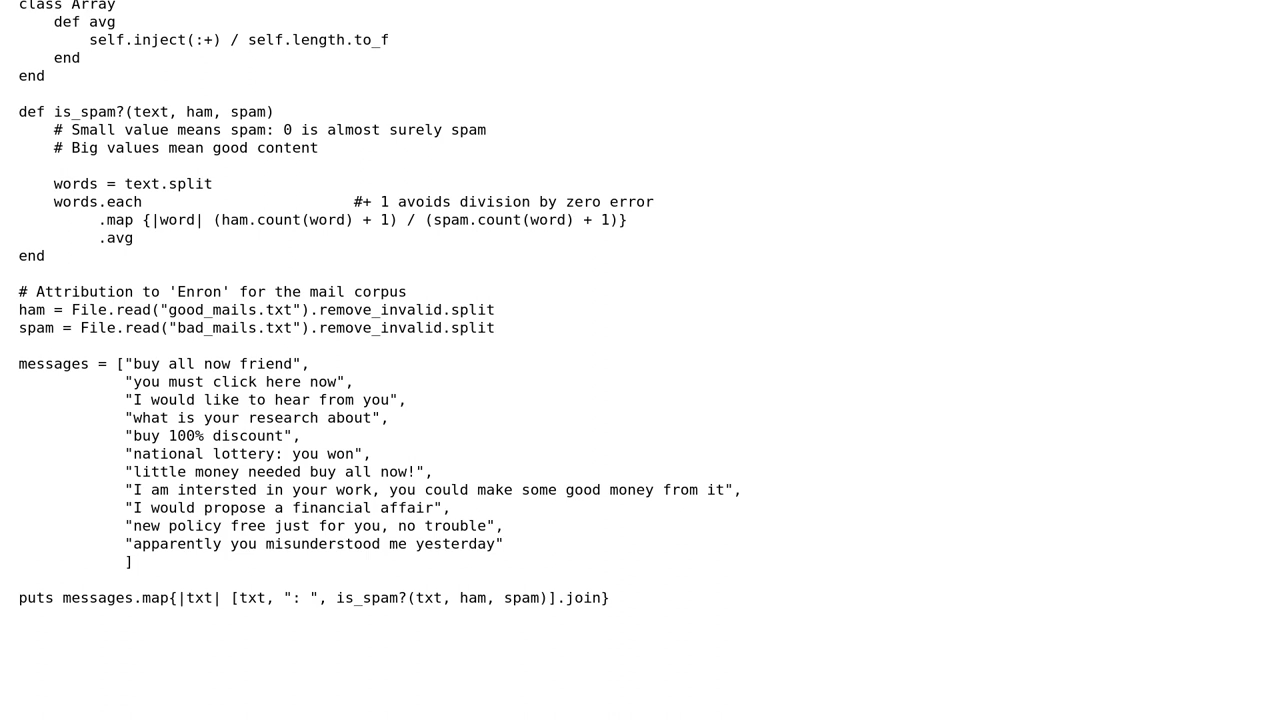 class Array
    def avg
        self.inject(:+) / self.length.to_f
    end
end

def is_spam?(text, ham, spam)
    # Small value means spam: 0 is almost surely spam
    # Big values mean good content

    words = text.split
    words.each                        #+ 1 avoids division by zero error
         .map {|word| (ham.count(word) + 1) / (spam.count(word) + 1)}
         .avg
end

# Attribution to 'Enron' for the mail corpus
ham = File.read("good_mails.txt").remove_invalid.split
spam = File.read("bad_mails.txt").remove_invalid.split

messages = ["buy all now friend",
            "you must click here now",
            "I would like to hear from you",
            "what is your research about",
            "buy 100% discount",
            "national lottery: you won",
            "little money needed buy all now!",
            "I am intersted in your work, you could make some good money from it",
            "I would propose a financial affair",
            "new policy free just for you, no trouble",
            "apparently you misunderstood me yesterday"
            ]

puts messages.map{|txt| [txt, ": ", is_spam?(txt, ham, spam)].join}